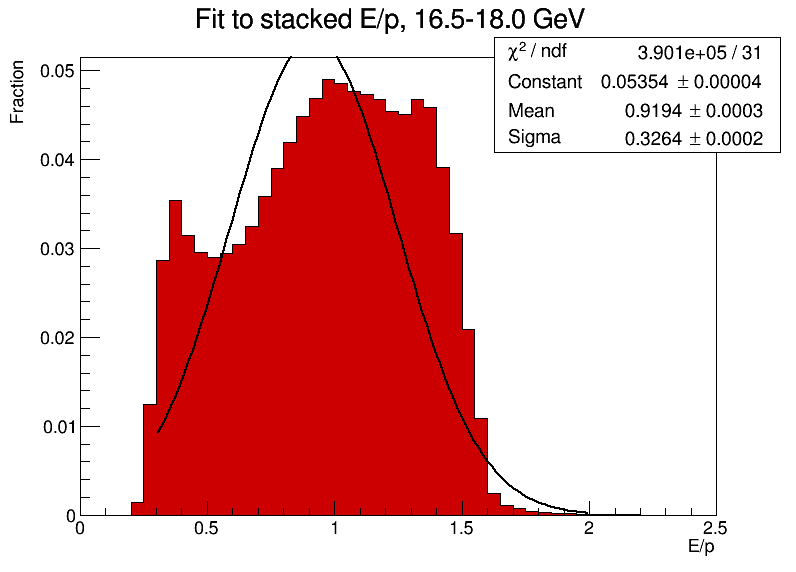 Fit to stacked E/p, 16.5-18.0 GeV
χ² / ndf 3.901e+05 / 31
Constant 0.05354 ± 0.00004
Mean 0.9194 ± 0.0003
Sigma 0.3264 ± 0.0002
Fraction
0.05
0.04
0.03
0.02
0.01
0
0 0.5 1 1.5 2 2.5
E/p